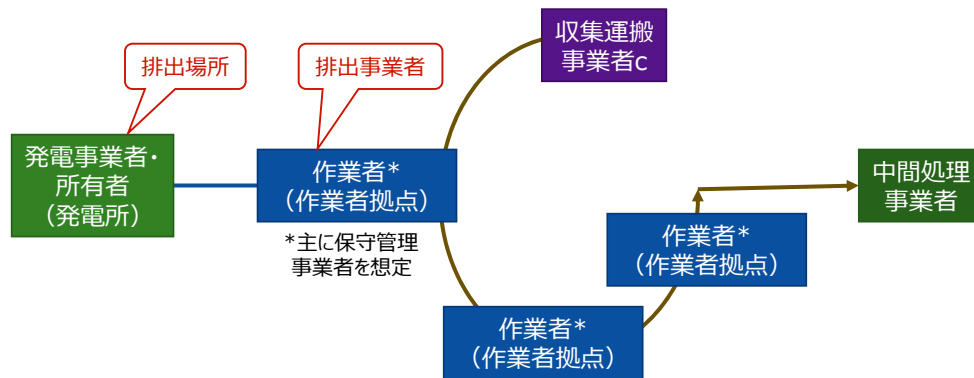 収集運搬
事業者c
排出場所
排出事業者
発電事業者・
所有者
（発電所）
作業者*
（作業者拠点）
*主に保守管理
事業者を想定
中間処理
事業者
作業者*
（作業者拠点）
作業者*
（作業者拠点）